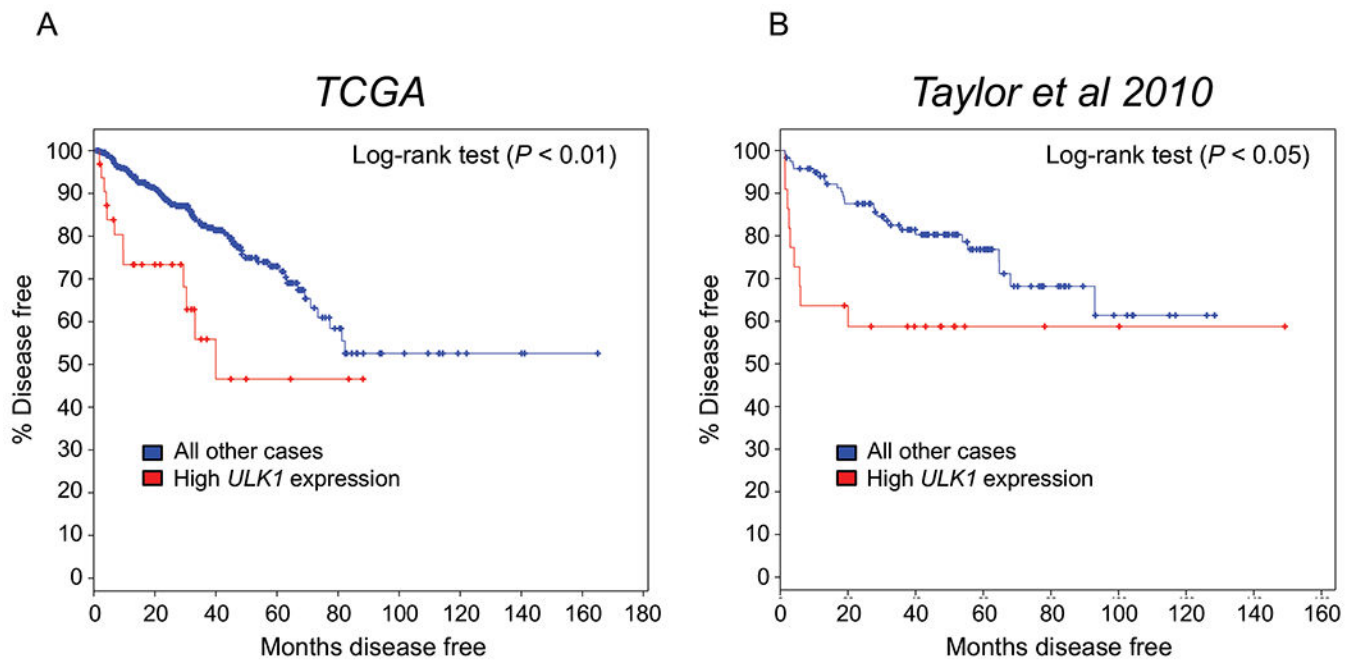 A
TCGA
Log-rank test (P < 0.01)
% Disease free
100
90
80
70
60
50
40
30
20
10
0
All other cases
High ULK1 expression
0 20 40 60 80 100 120 140 160 180
Months disease free
B
Taylor et al 2010
Log-rank test (P < 0.05)
% Disease free
100
90
80
70
60
50
40
30
20
10
0
All other cases
High ULK1 expression
0 20 40 60 80 100 120 140 160
Months disease free